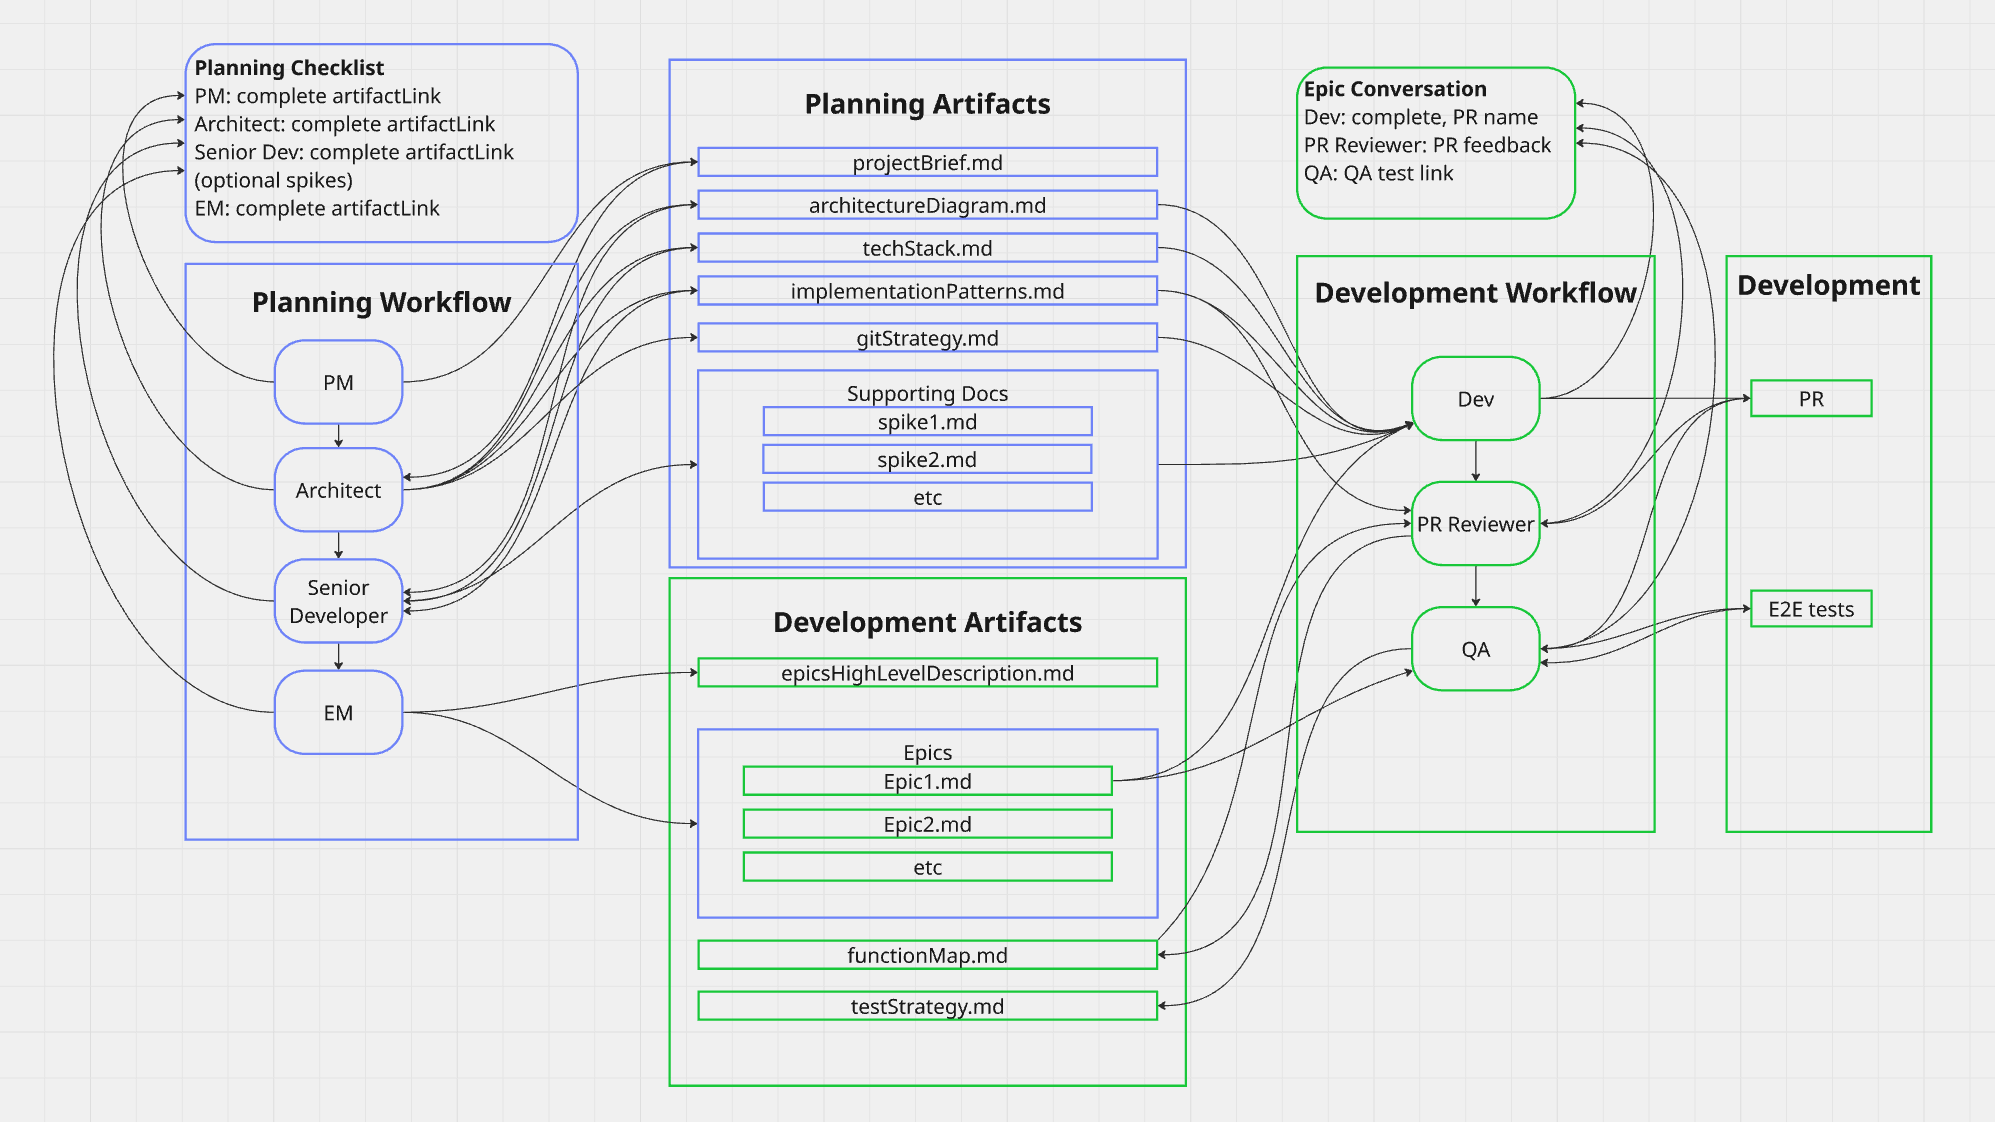 Planning Checklist
PM: complete artifactLink
Architect: complete artifactLink
Senior Dev: complete artifactLink
(optional spikes)
EM: complete artifactLink
Planning Workflow
PM
Architect
Senior
Developer
EM
Planning Artifacts
projectBrief.md
architectureDiagram.md
techStack.md
implementationPatterns.md
gitStrategy.md
Supporting Docs
spike1.md
spike2.md
etc
Development Artifacts
epicsHighLevelDescription.md
Epics
Epic1.md
Epic2.md
etc
functionMap.md
testStrategy.md
Epic Conversation
Dev: complete, PR name
PR Reviewer: PR feedback
QA: QA test link
Development Workflow
Dev
PR Reviewer
QA
Development
PR
E2E tests